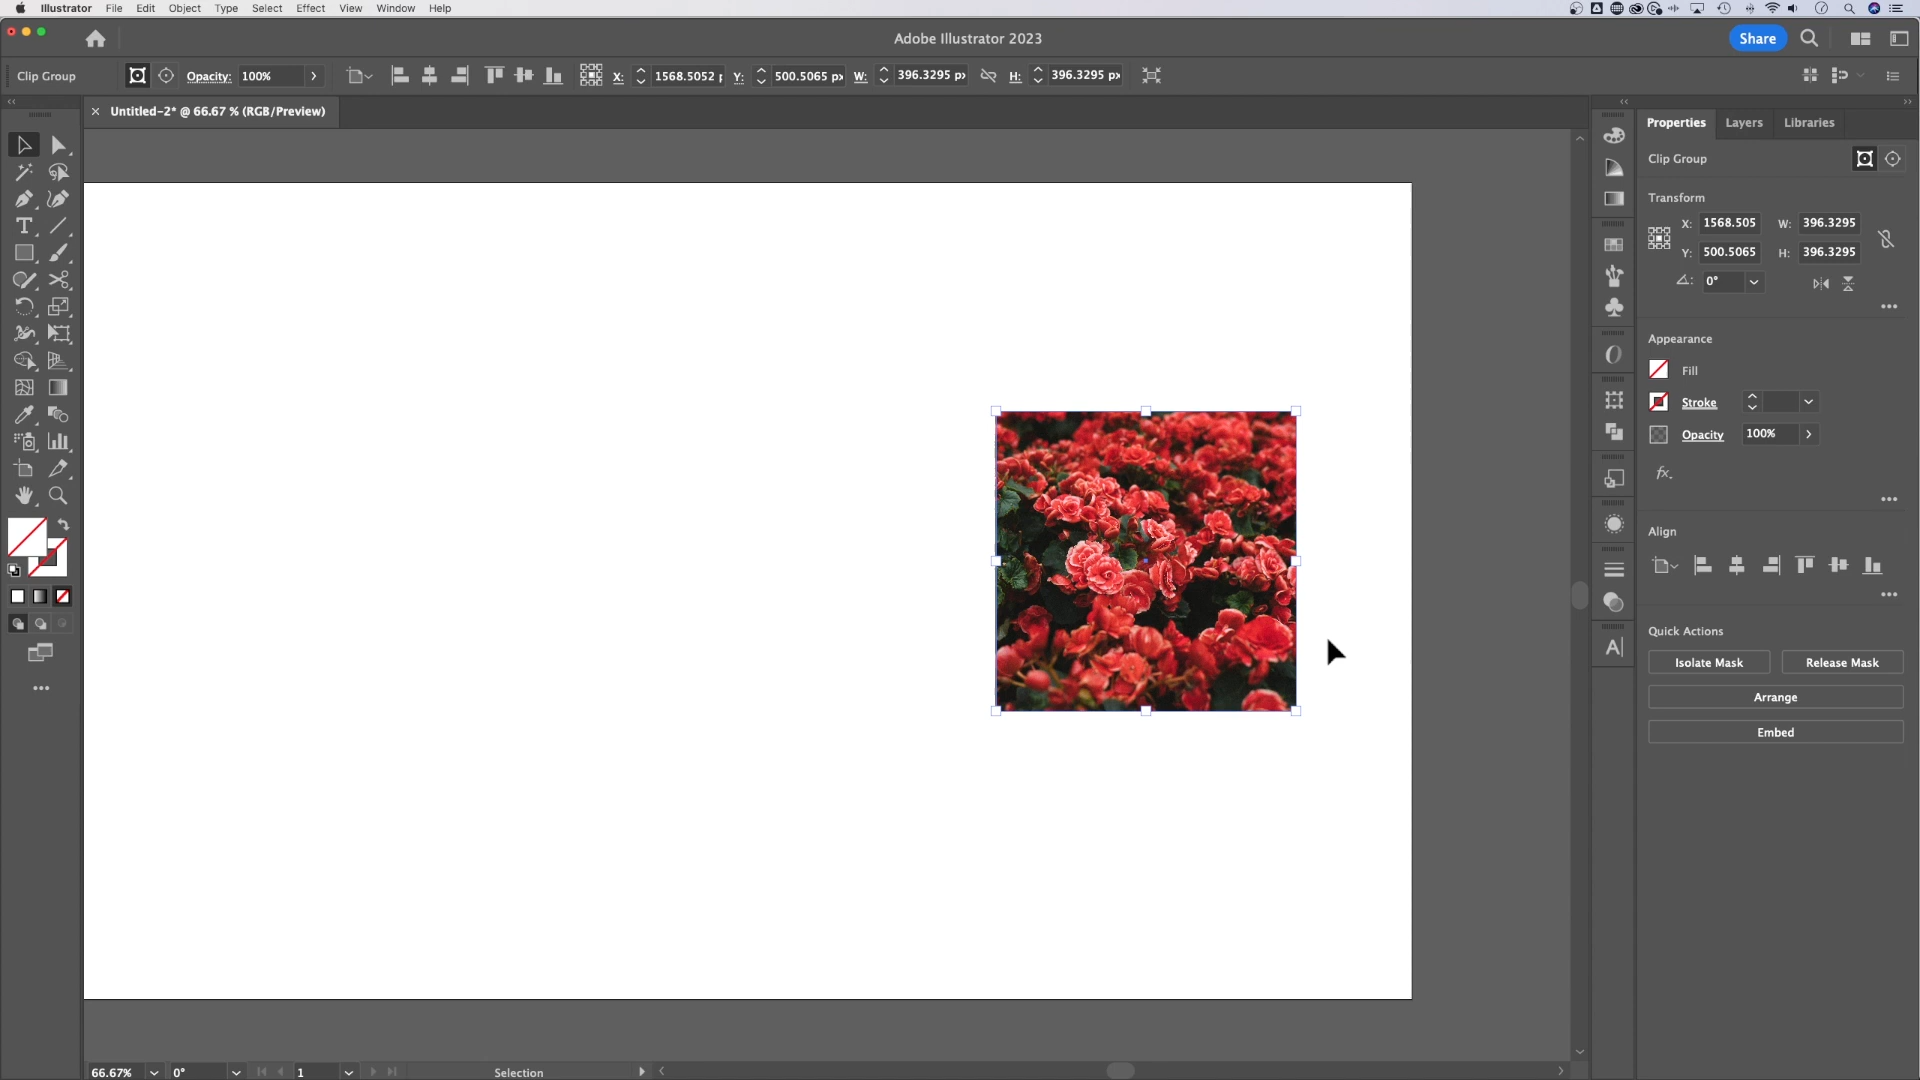 Illustrator File Edit Object Type Select Effect View Window Help
Adobe Illustrator 2023
Share
Clip Group
Opacity: 100%
X: 1568.5052 p
Y: 500.5065 px
W: 396.3295 px
H: 396.3295 px
Untitled-2* @ 66.67 % (RGB/Preview)
Properties Layers Libraries
Clip Group
Transform
X: 1568.505 W: 396.3295
Y: 500.5065 H: 396.3295
0°
Appearance
Fill
Stroke
Opacity 100%
fx.
Align
Quick Actions
Isolate Mask Release Mask
Arrange
Embed
66.67% 0° 1 Selection